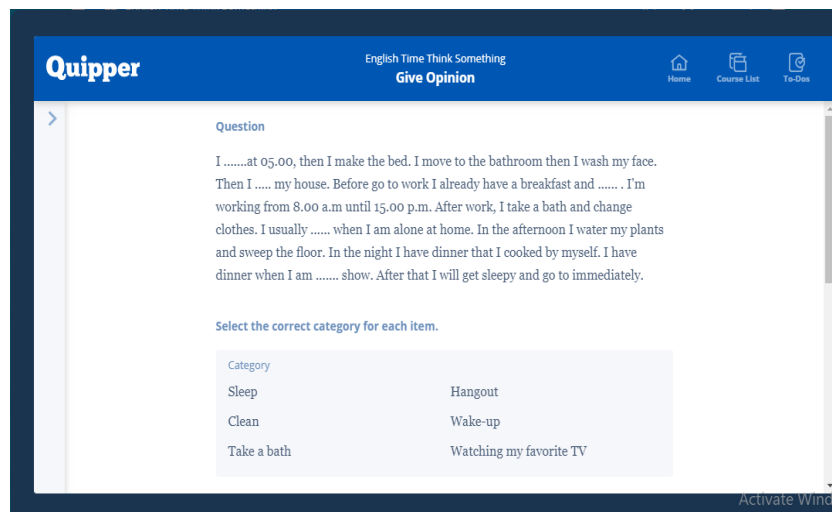 Quipper
English Time Think Something
Give Opinion
Home
Course List
To-Dos
Question
I .......at 05.00, then I make the bed. I move to the bathroom then I wash my face.
Then I ..... my house. Before go to work I already have a breakfast and ...... . I'm
working from 8.00 a.m until 15.00 p.m. After work, I take a bath and change
clothes. I usually ...... when I am alone at home. In the afternoon I water my plants
and sweep the floor. In the night I have dinner that I cooked by myself. I have
dinner when I am ....... show. After that I will get sleepy and go to immediately.
Select the correct category for each item.
Category
Sleep
Hangout
Clean
Wake-up
Take a bath
Watching my favorite TV
Activate Wind